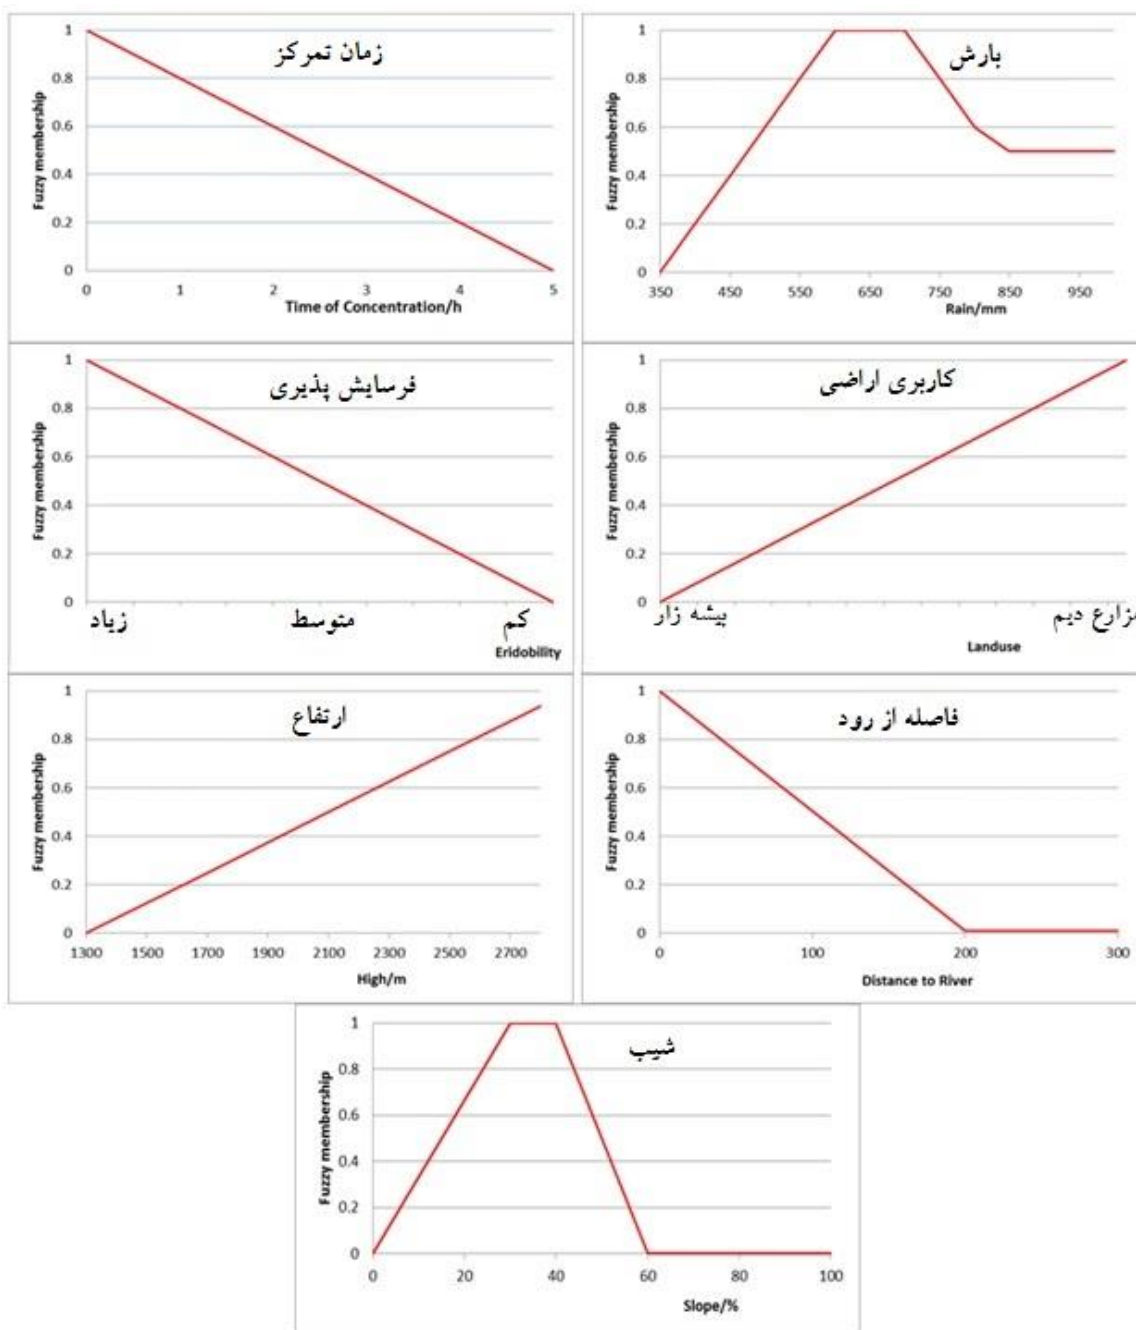 زمان تمرکز
Fuzzy membership
1
0.8
0.6
0.4
0.2
0
0 1 2 3 4 5
Time of Concentration/h
بارش
Fuzzy membership
1
0.8
0.6
0.4
0.2
0
350 450 550 650 750 850 950
Rain/mm
فرسایش پذیری
Fuzzy membership
1
0.8
0.6
0.4
0.2
0
زیاد متوسط کم
Eridobility
کاربری اراضی
Fuzzy membership
1
0.8
0.6
0.4
0.2
0
بیشه زار مزارع دیم
Landuse
ارتفاع
Fuzzy membership
1
0.8
0.6
0.4
0.2
0
1300 1500 1700 1900 2100 2300 2500 2700
High/m
فاصله از رود
Fuzzy membership
1
0.8
0.6
0.4
0.2
0
0 100 200 300
Distance to River
شیب
Fuzzy membership
1
0.8
0.6
0.4
0.2
0
0 20 40 60 80 100
Slope/%